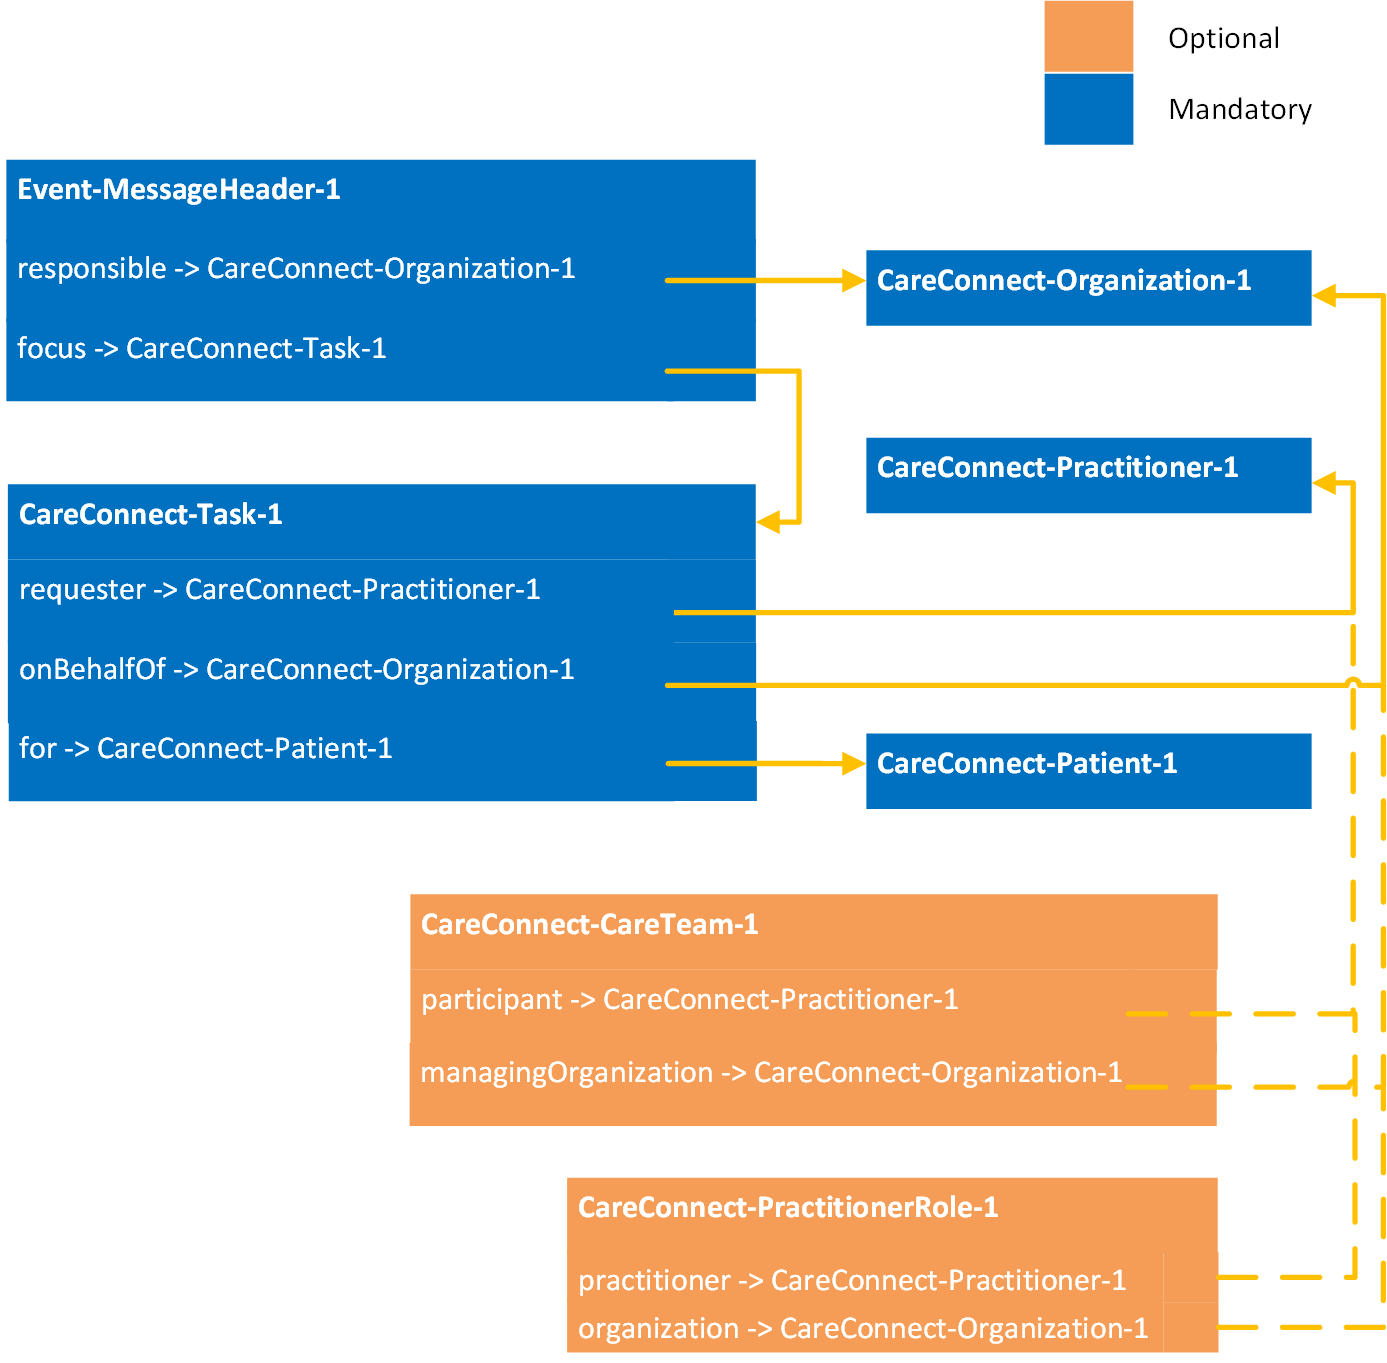 Optional
Mandatory
Event-MessageHeader-1
responsible -> CareConnect-Organization-1
focus -> CareConnect-Task-1
CareConnect-Organization-1
CareConnect-Practitioner-1
CareConnect-Task-1
requester -> CareConnect-Practitioner-1
onBehalfOf -> CareConnect-Organization-1
for -> CareConnect-Patient-1
CareConnect-Patient-1
CareConnect-CareTeam-1
participant -> CareConnect-Practitioner-1
managingOrganization -> CareConnect-Organization-1
CareConnect-PractitionerRole-1
practitioner -> CareConnect-Practitioner-1
organization -> CareConnect-Organization-1